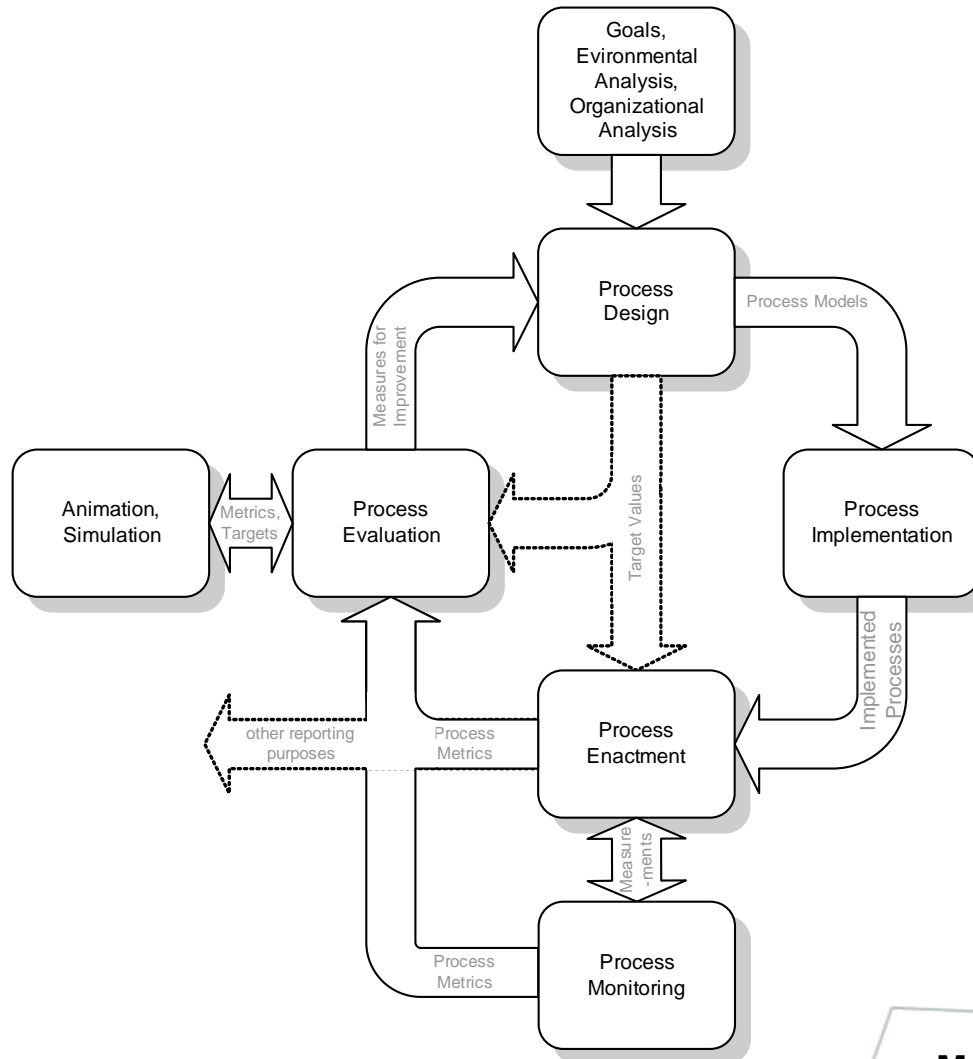 Goals,
Evironmental
Analysis,
Organizational
Analysis
Process
Design
Process Models
Measures for
Improvement
Animation,
Simulation
Metrics,
Targets
Process
Evaluation
Target Values
Process
Implementation
Implemented
Processes
other reporting
purposes
Process
Metrics
Process
Enactment
Measure
-ments
Process
Metrics
Process
Monitoring
M